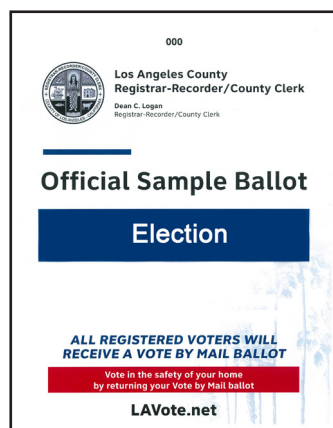 000
Los Angeles County
Registrar-Recorder/County Clerk
Dean C. Logan
Registrar-Recorder/County Clerk
Official Sample Ballot
Election
ALL REGISTERED VOTERS WILL
RECEIVE A VOTE BY MAIL BALLOT
Vote in the safety of your home
by returning your Vote by Mail ballot
LAVote.net